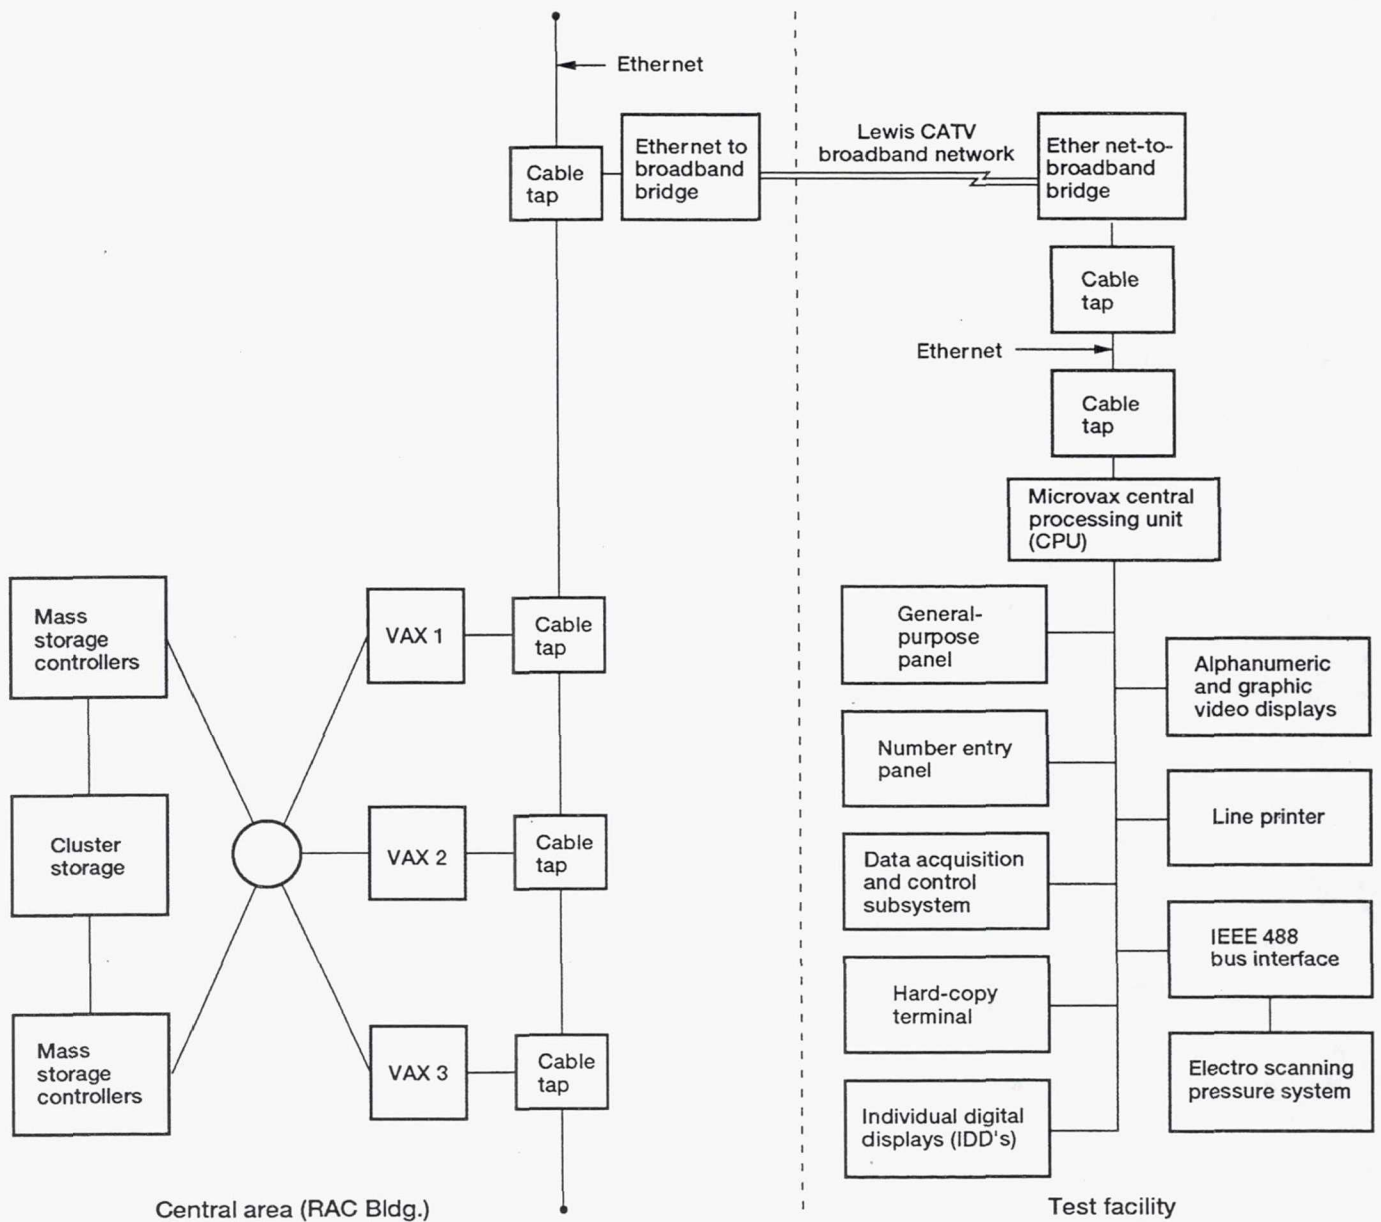 Ethernet
Cable
tap
Ethernet to
broadband
bridge
Lewis CATV
broadband network
Ether net-to-
broadband
bridge
Cable
tap
Ethernet
Cable
tap
Microvax central
processing unit
(CPU)
Mass
storage
controllers
VAX 1
Cable
tap
General-
purpose
panel
Alphanumeric
and graphic
video displays
Number entry
panel
Cluster
storage
VAX 2
Cable
tap
Line printer
Data acquisition
and control
subsystem
IEEE 488
bus interface
Hard-copy
terminal
Mass
storage
controllers
VAX 3
Cable
tap
Electro scanning
pressure system
Individual digital
displays (IDD's)
Central area (RAC Bldg.)
Test facility